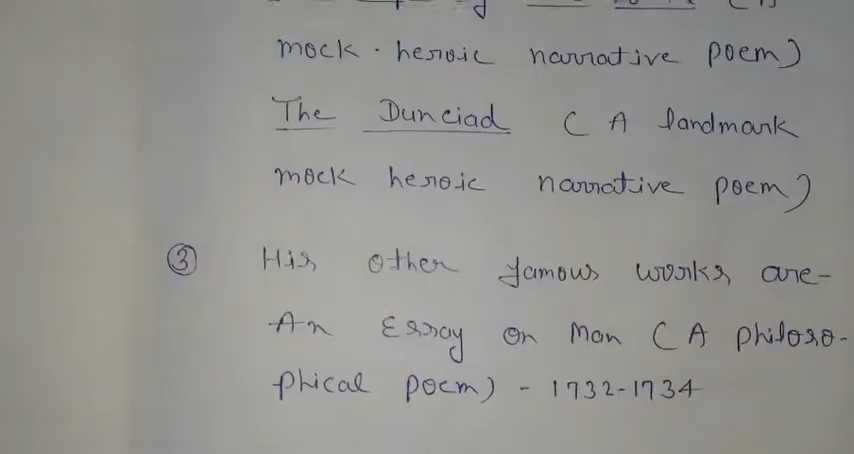 mock-heroic narrative poem)
The Dunciad (A landmark
mock heroic narrative poem)
③ His other famous works are-
An Essay on Man (A philoso-
phical poem) - 1732-1734